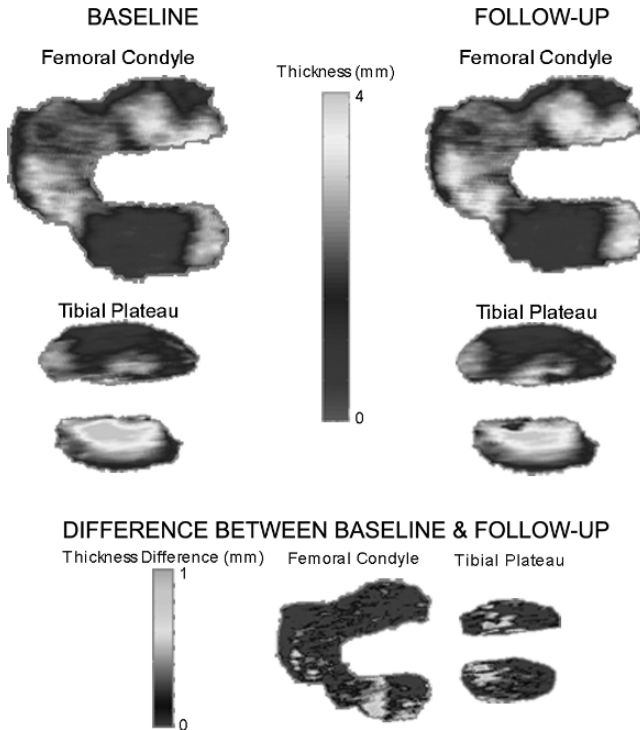 BASELINE
FOLLOW-UP
Femoral Condyle
Femoral Condyle
Thickness (mm)
4
0
Tibial Plateau
Tibial Plateau
DIFFERENCE BETWEEN BASELINE & FOLLOW-UP
Thickness Difference (mm)
Femoral Condyle
Tibial Plateau
1
0